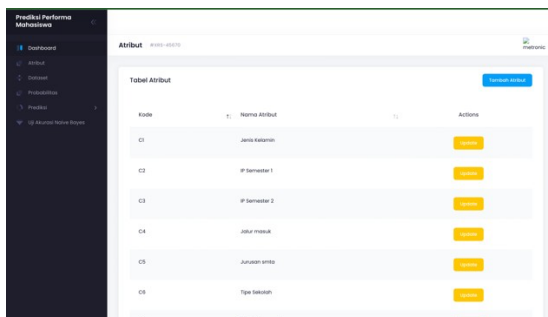 Prediksi Performa
Mahasiswa
Dashboard
Atribut
Dataset
Probabilitas
Prediksi
Uji Akurasi Naive Bayes
Atribut
metronic
Tabel Atribut
Tambah Atribut
Kode Nama Atribut Actions
C1 Jenis Kelamin Update
C2 IP Semester 1 Update
C3 IP Semester 2 Update
C4 Jalur masuk Update
C5 Jurusan smta Update
C6 Tipe Sekolah Update